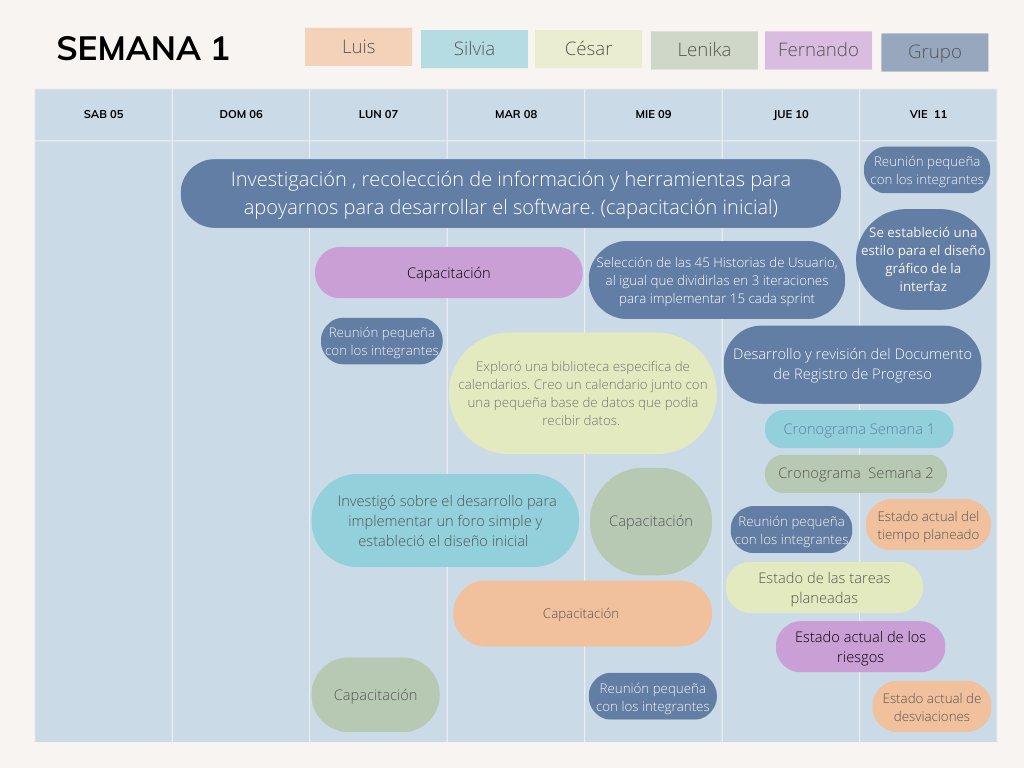 SEMANA 1
Luis
Silvia
César
Lenika
Fernando
Grupo
SAB 05
DOM 06
LUN 07
MAR 08
MIE 09
JUE 10
VIE 11
Investigación , recolección de información y herramientas para
apoyarnos para desarrollar el software. (capacitación inicial)
Reunión pequeña
con los integrantes
Se estableció una
estilo para el diseño
gráfico de la
interfaz
Capacitación
Selección de las 45 Historias de Usuario,
al igual que dividirlas en 3 iteraciones
para implementar 15 cada sprint
Reunión pequeña
con los integrantes
Exploró una biblioteca especifica de
calendarios. Creo un calendario junto con
una pequeña base de datos que podia
recibir datos.
Desarrollo y revisión del Documento
de Registro de Progreso
Cronograma Semana 1
Cronograma Semana 2
Investigó sobre el desarrollo para
implementar un foro simple y
estableció el diseño inicial
Capacitación
Reunión pequeña
con los integrantes
Estado actual del
tiempo planeado
Estado de las tareas
planeadas
Capacitación
Estado actual de los
riesgos
Capacitación
Reunión pequeña
con los integrantes
Estado actual de
desviaciones